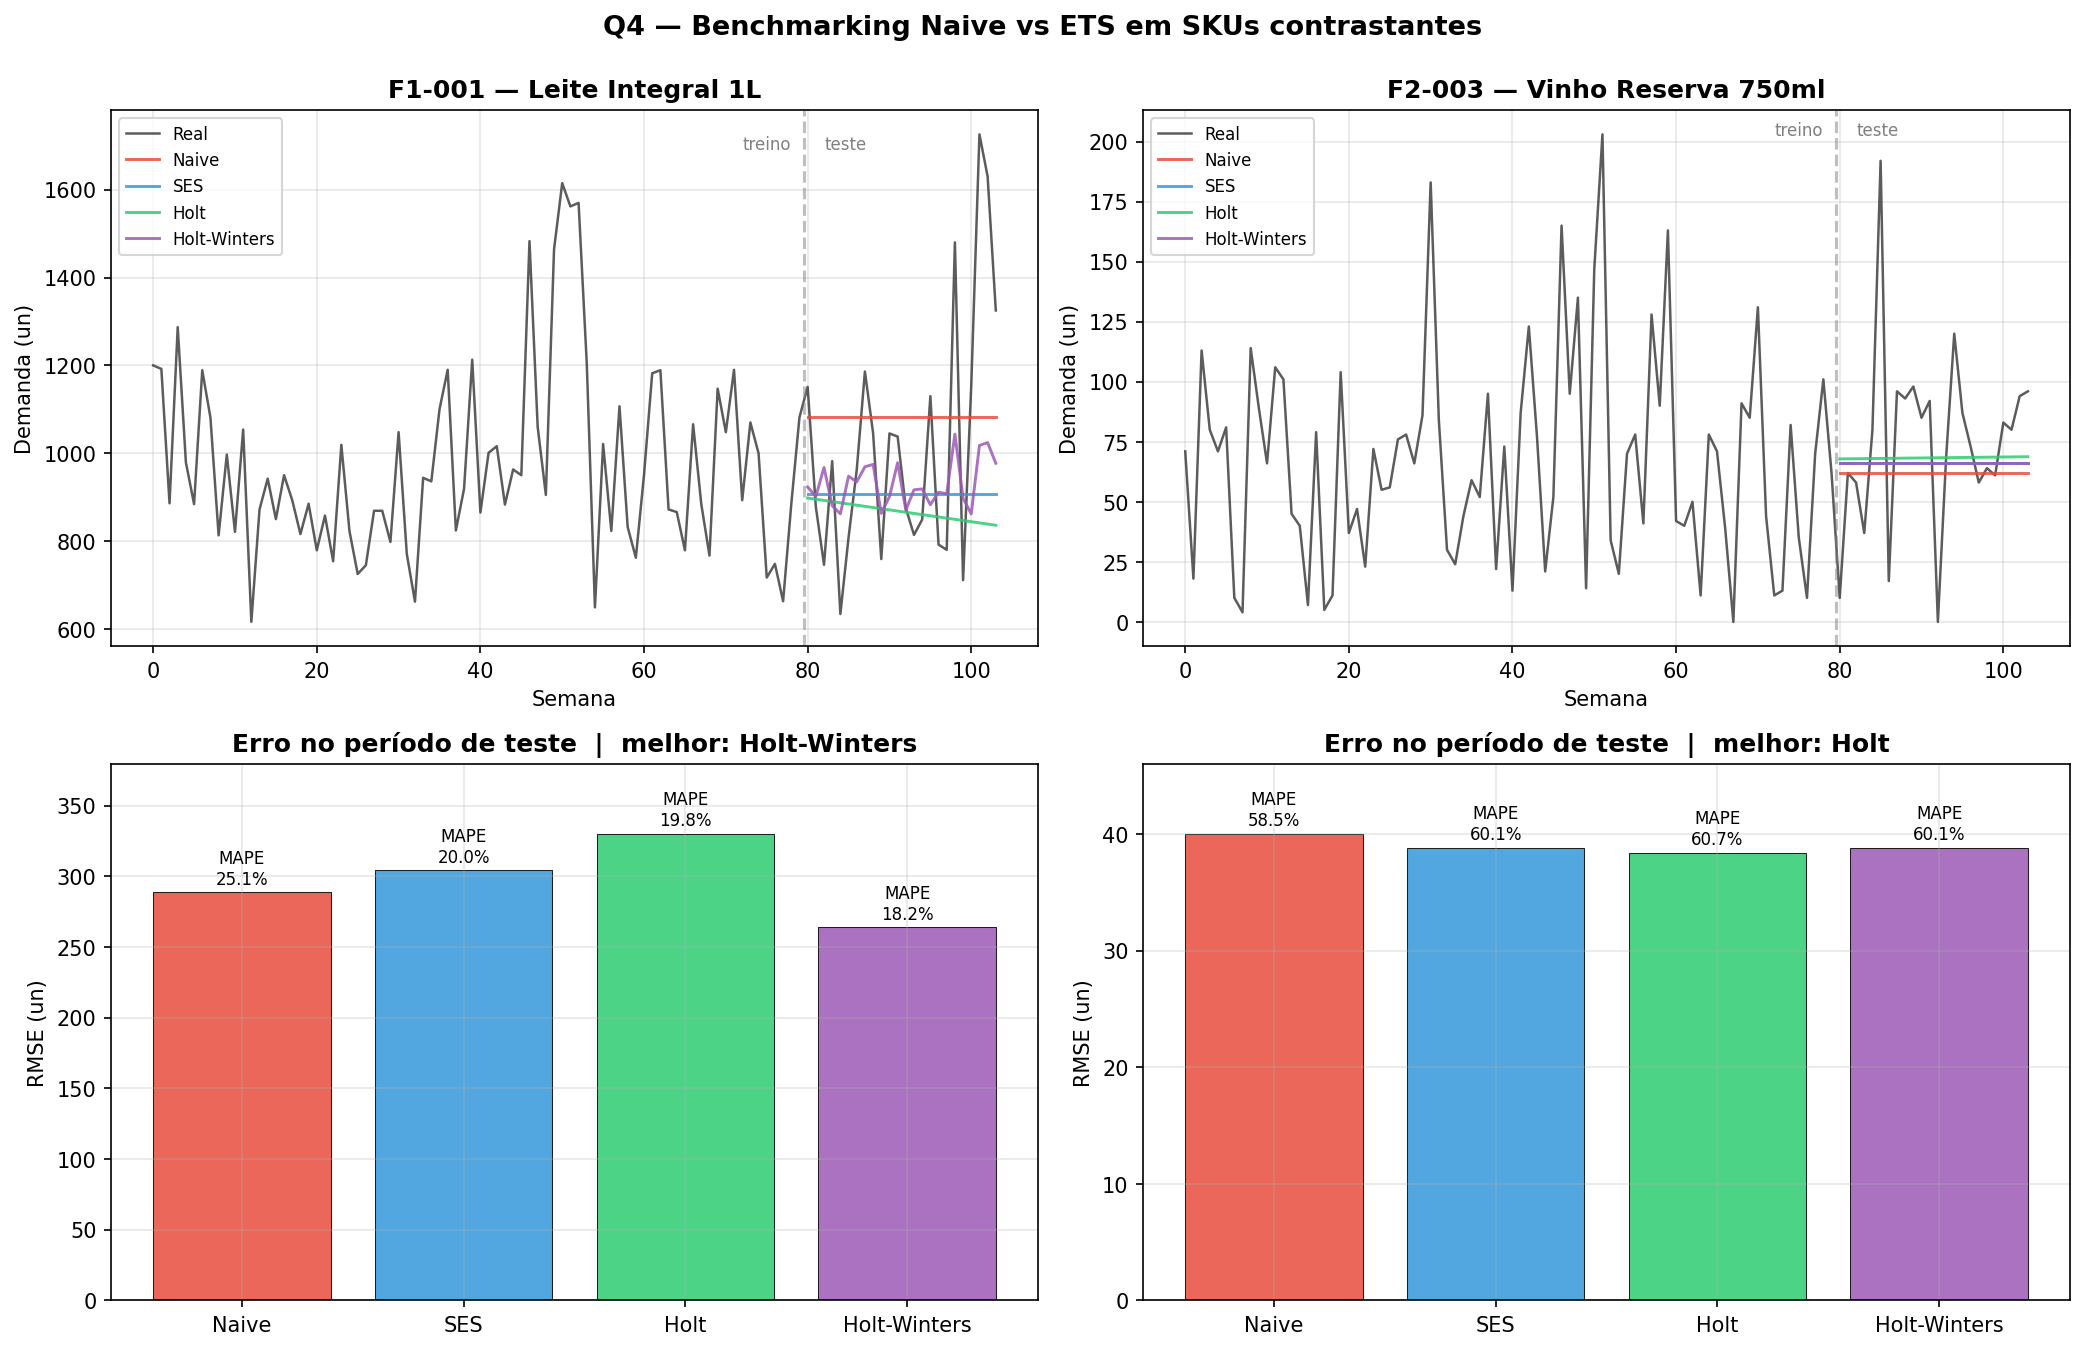 Q4 — Benchmarking Naive vs ETS em SKUs contrastantes
F1-001 — Leite Integral 1L
Demanda (un)
1600
1400
1200
1000
800
600
Real
Naive
SES
Holt
Holt-Winters
treino
teste
0
20
40
60
80
100
Semana
F2-003 — Vinho Reserva 750ml
Demanda (un)
200
175
150
125
100
75
50
25
0
Real
Naive
SES
Holt
Holt-Winters
treino
teste
0
20
40
60
80
100
Semana
Erro no período de teste | melhor: Holt-Winters
RMSE (un)
350
300
250
200
150
100
50
0
MAPE
25.1%
MAPE
20.0%
MAPE
19.8%
MAPE
18.2%
Naive
SES
Holt
Holt-Winters
Erro no período de teste | melhor: Holt
RMSE (un)
40
30
20
10
0
MAPE
58.5%
MAPE
60.1%
MAPE
60.7%
MAPE
60.1%
Naive
SES
Holt
Holt-Winters